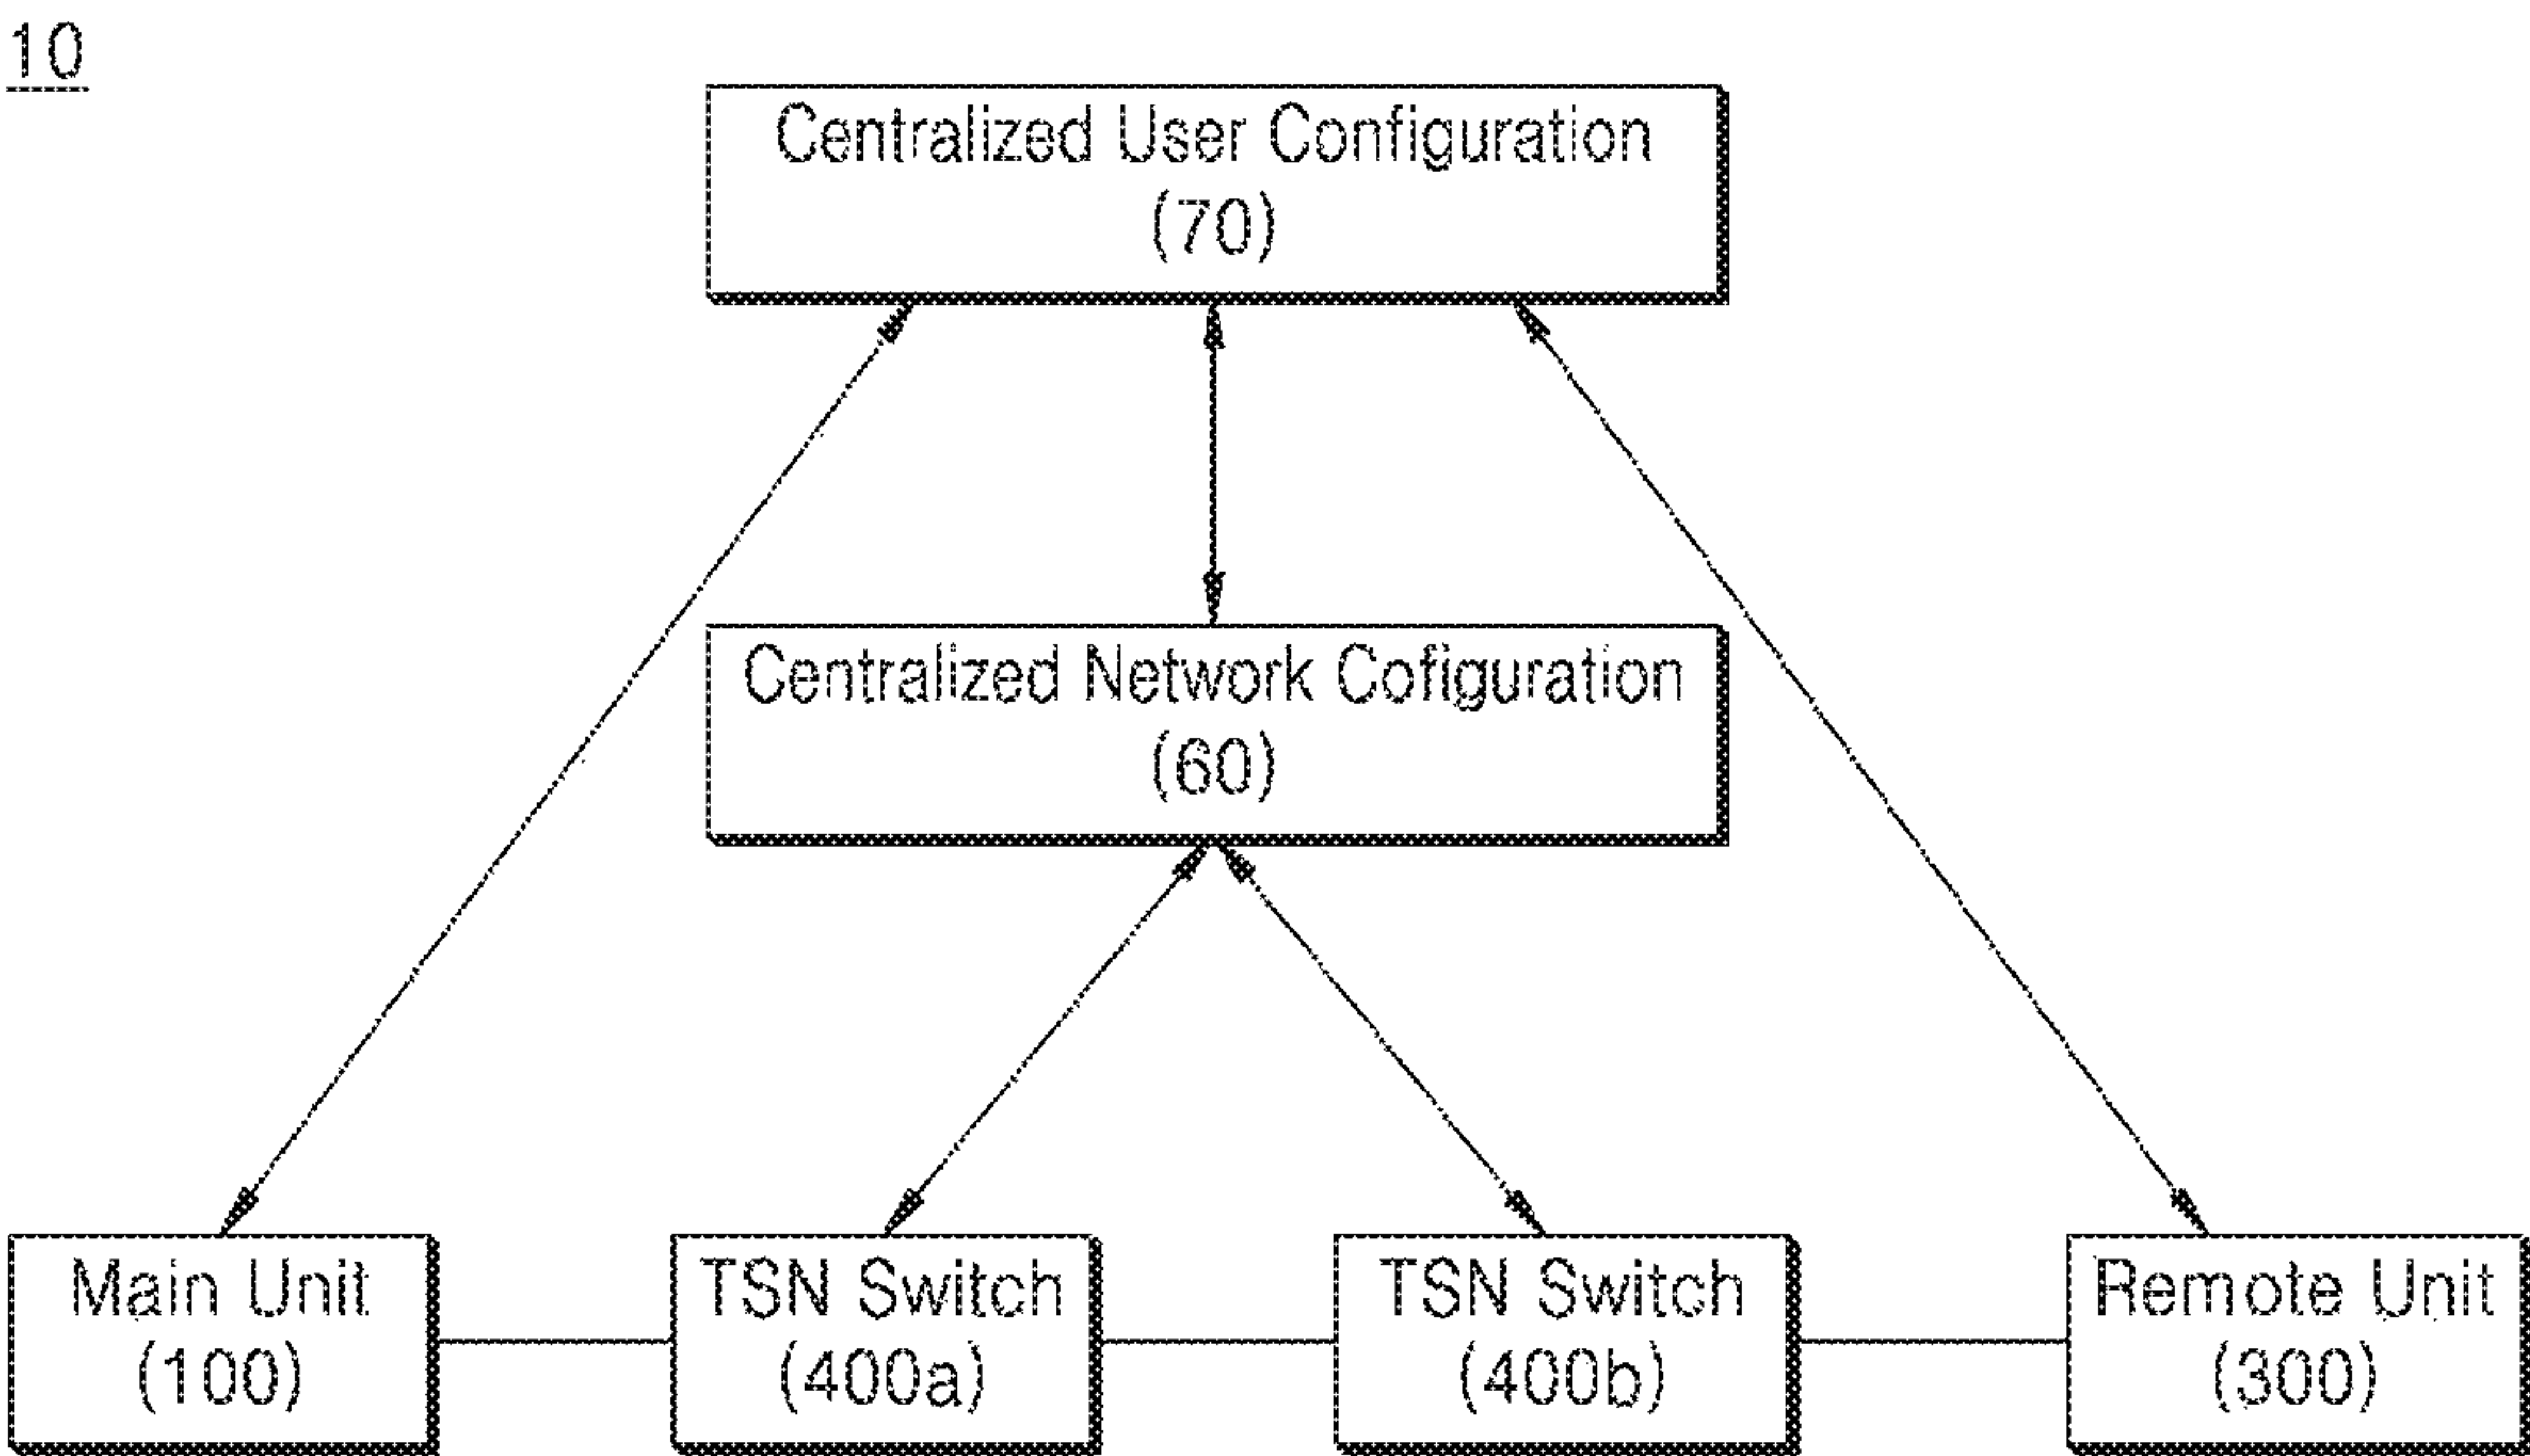 10
Centralized User Configuration
(70)
Centralized Network Cofiguration
(60)
Main Unit
(100)
TSN Switch
(400a)
TSN Switch
(400b)
Remote Unit
(300)